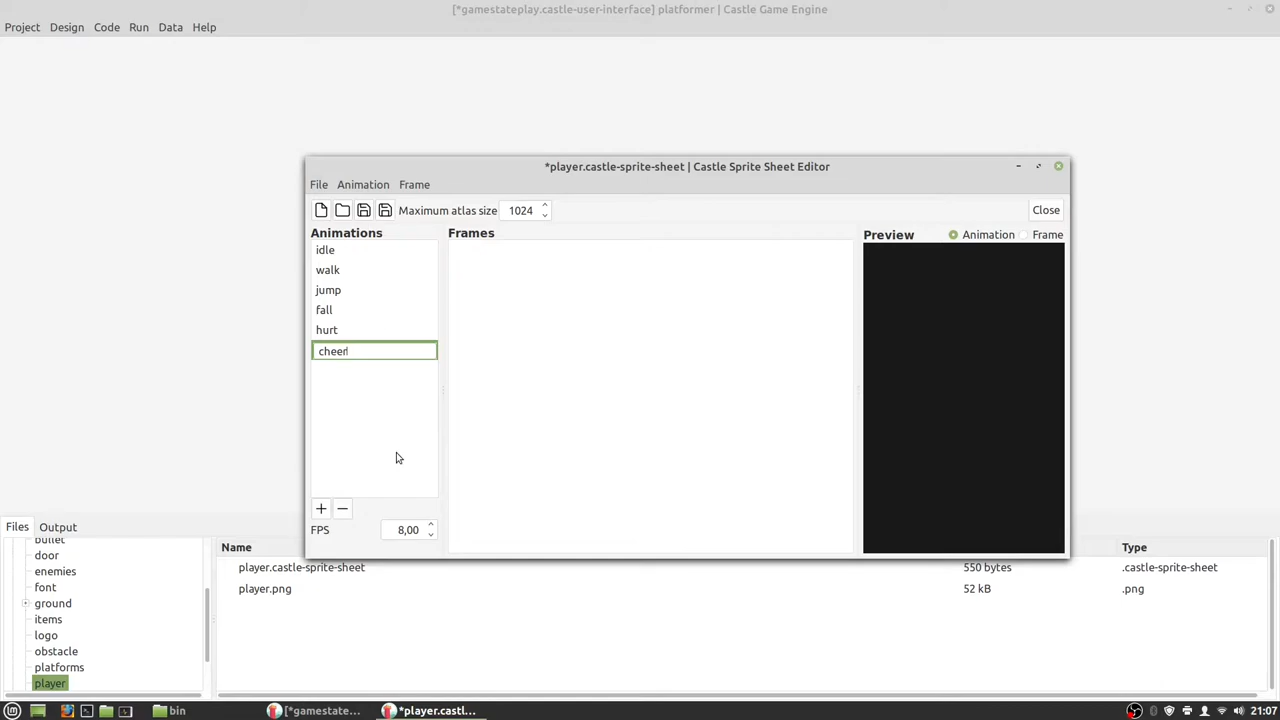 [*gamestateplay.castle-user-interface] platformer | Castle Game Engine
Project Design Code Run Data Help
*player.castle-sprite-sheet | Castle Sprite Sheet Editor
File Animation Frame
Maximum atlas size 1024 Close
Animations Frames Preview Animation Frame
idle
walk
jump
fall
hurt
cheer
FPS 8,00
Files Output
bullet
door
enemies
font
ground
items
logo
obstacle
platforms
player
Name Type
player.castle-sprite-sheet 550 bytes .castle-sprite-sheet
player.png 52 kB .png
bin [*gamestate... *player.castl... 21:07